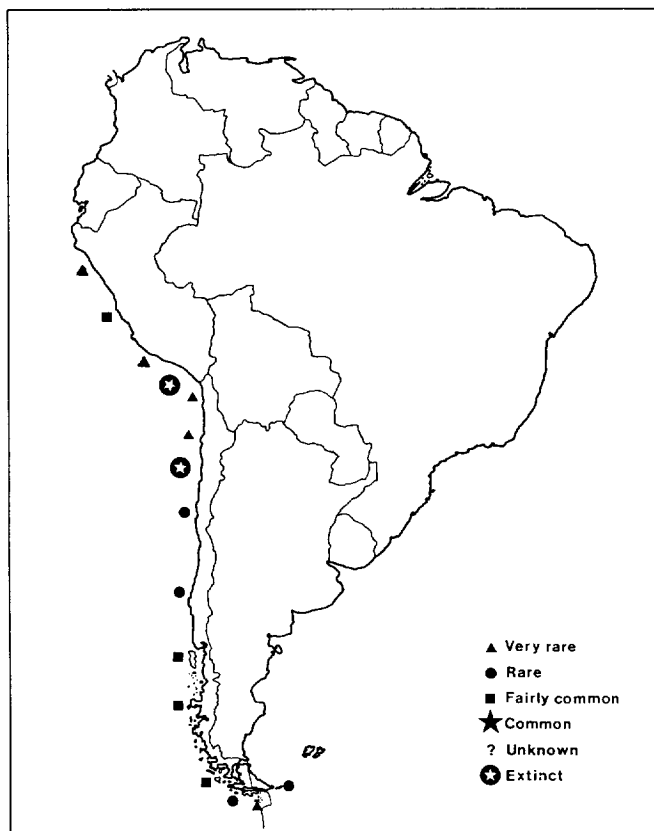 Very rare
Rare
Fairly common
Common
? Unknown
Extinct